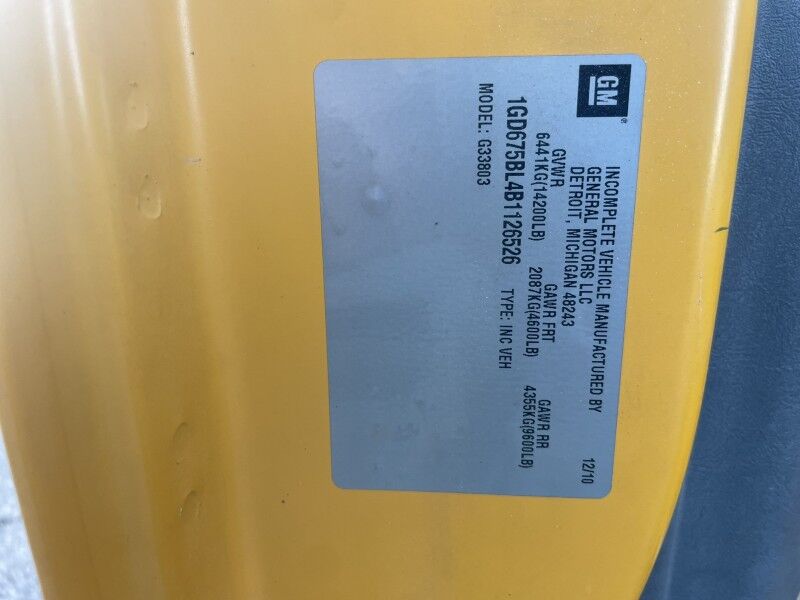 GM®
INCOMPLETE VEHICLE MANUFACTURED BY
GENERAL MOTORS LLC
DETROIT, MICHIGAN 48243 12/10
GVWR GAWR FRT GAWR RR
6441KG(14200LB) 2087KG(4600LB) 4355KG(9600LB)
1GD675BL4B1126526 TYPE: INC VEH
MODEL: G33803